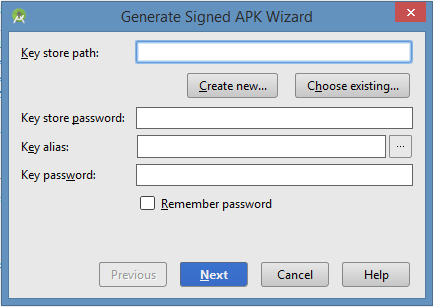 Generate Signed APK Wizard
Key store path:
Create new... Choose existing...
Key store password:
Key alias:
...
Key password:
Remember password
Previous Next Cancel Help